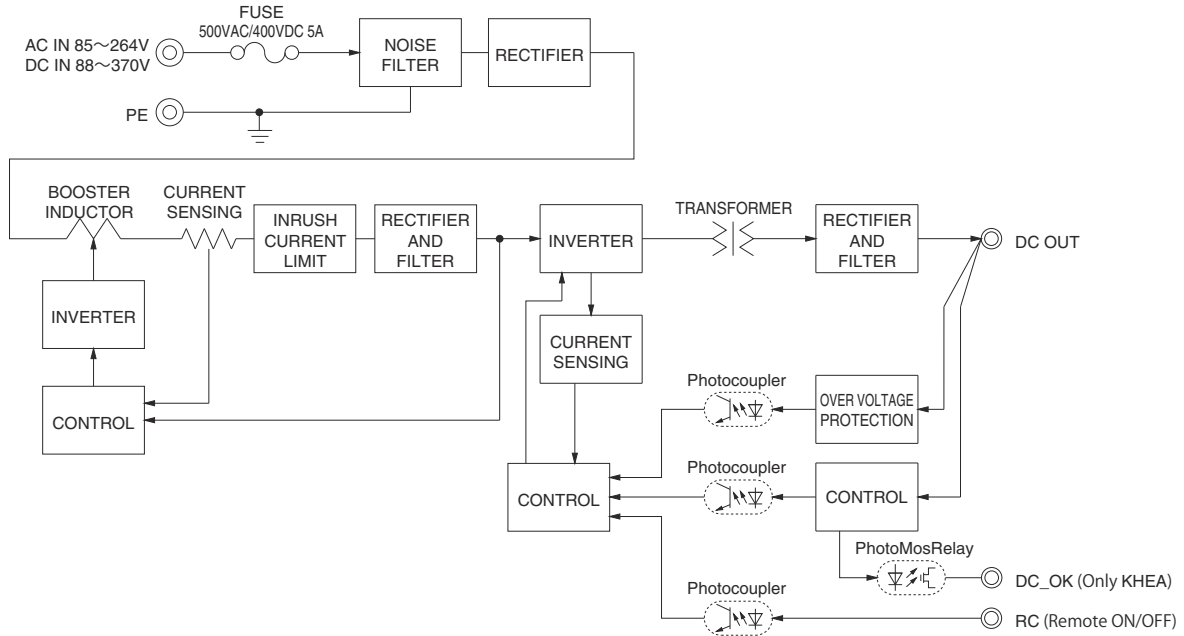 FUSE
500VAC/400VDC 5A
AC IN 85～264V
DC IN 88～370V
NOISE
FILTER
RECTIFIER
PE
BOOSTER
INDUCTOR
CURRENT
SENSING
INRUSH
CURRENT
LIMIT
RECTIFIER
AND
FILTER
INVERTER
TRANSFORMER
RECTIFIER
AND
FILTER
DC OUT
INVERTER
CURRENT
SENSING
CONTROL
Photocoupler
OVER VOLTAGE
PROTECTION
CONTROL
Photocoupler
CONTROL
PhotoMosRelay
DC_OK (Only KHEA)
Photocoupler
RC (Remote ON/OFF)